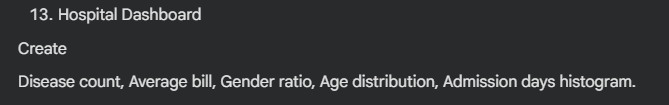 13. Hospital Dashboard
Create
Disease count, Average bill, Gender ratio, Age distribution, Admission days histogram.